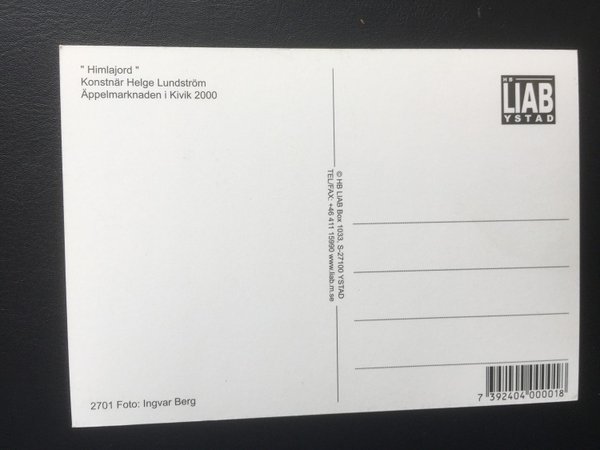 " Himlajord "
Konstnär Helge Lundström
Äppelmarknaden i Kivik 2000
HB
LIAB
YSTAD
© HB LIAB Box 1033, S-27100 YSTAD
TEL/FAX: +46 411 15990 www.liab.m.se
2701 Foto: Ingvar Berg
7 392404 000018